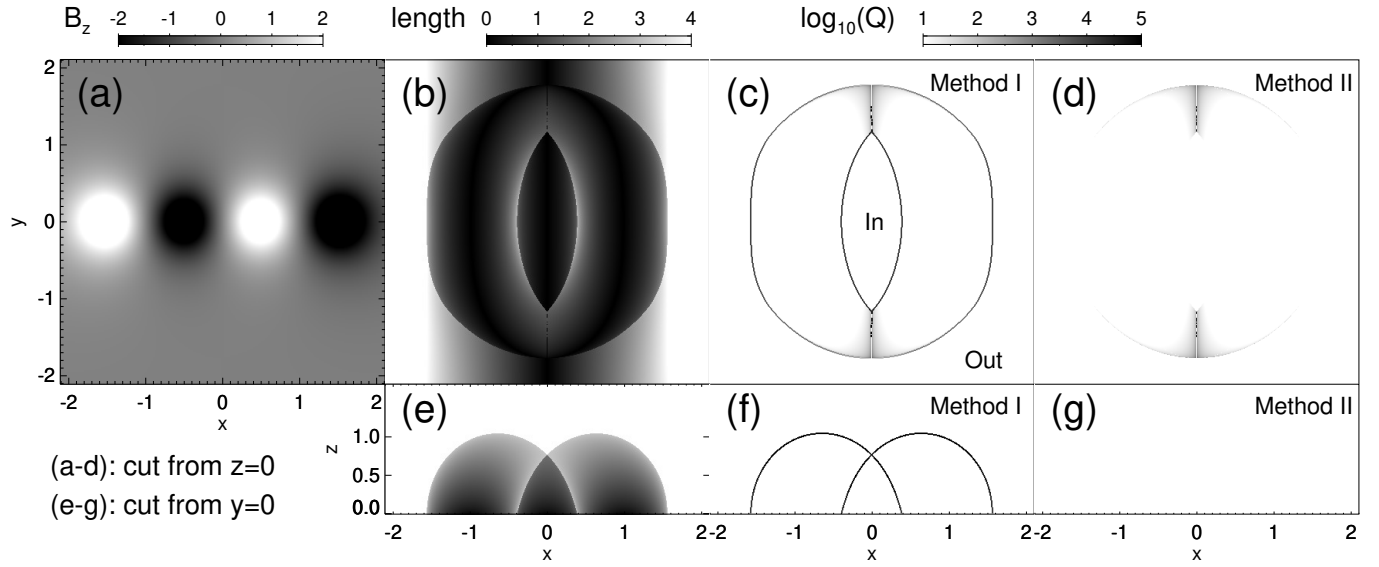 B_z -2 -1 0 1 2 length 0 1 2 3 4 log_10(Q) 1 2 3 4 5
(a) (b) (c) Method I (d) Method II
2
1
0
-1
-2
y
In
Out
-2 -1 0 1 2
x
(e) (f) Method I (g) Method II
z
1.0
0.5
0.0
-2 -1 0 1 2 -2 -1 0 1 2 -2 -1 0 1 2
x x x
(a-d): cut from z=0
(e-g): cut from y=0